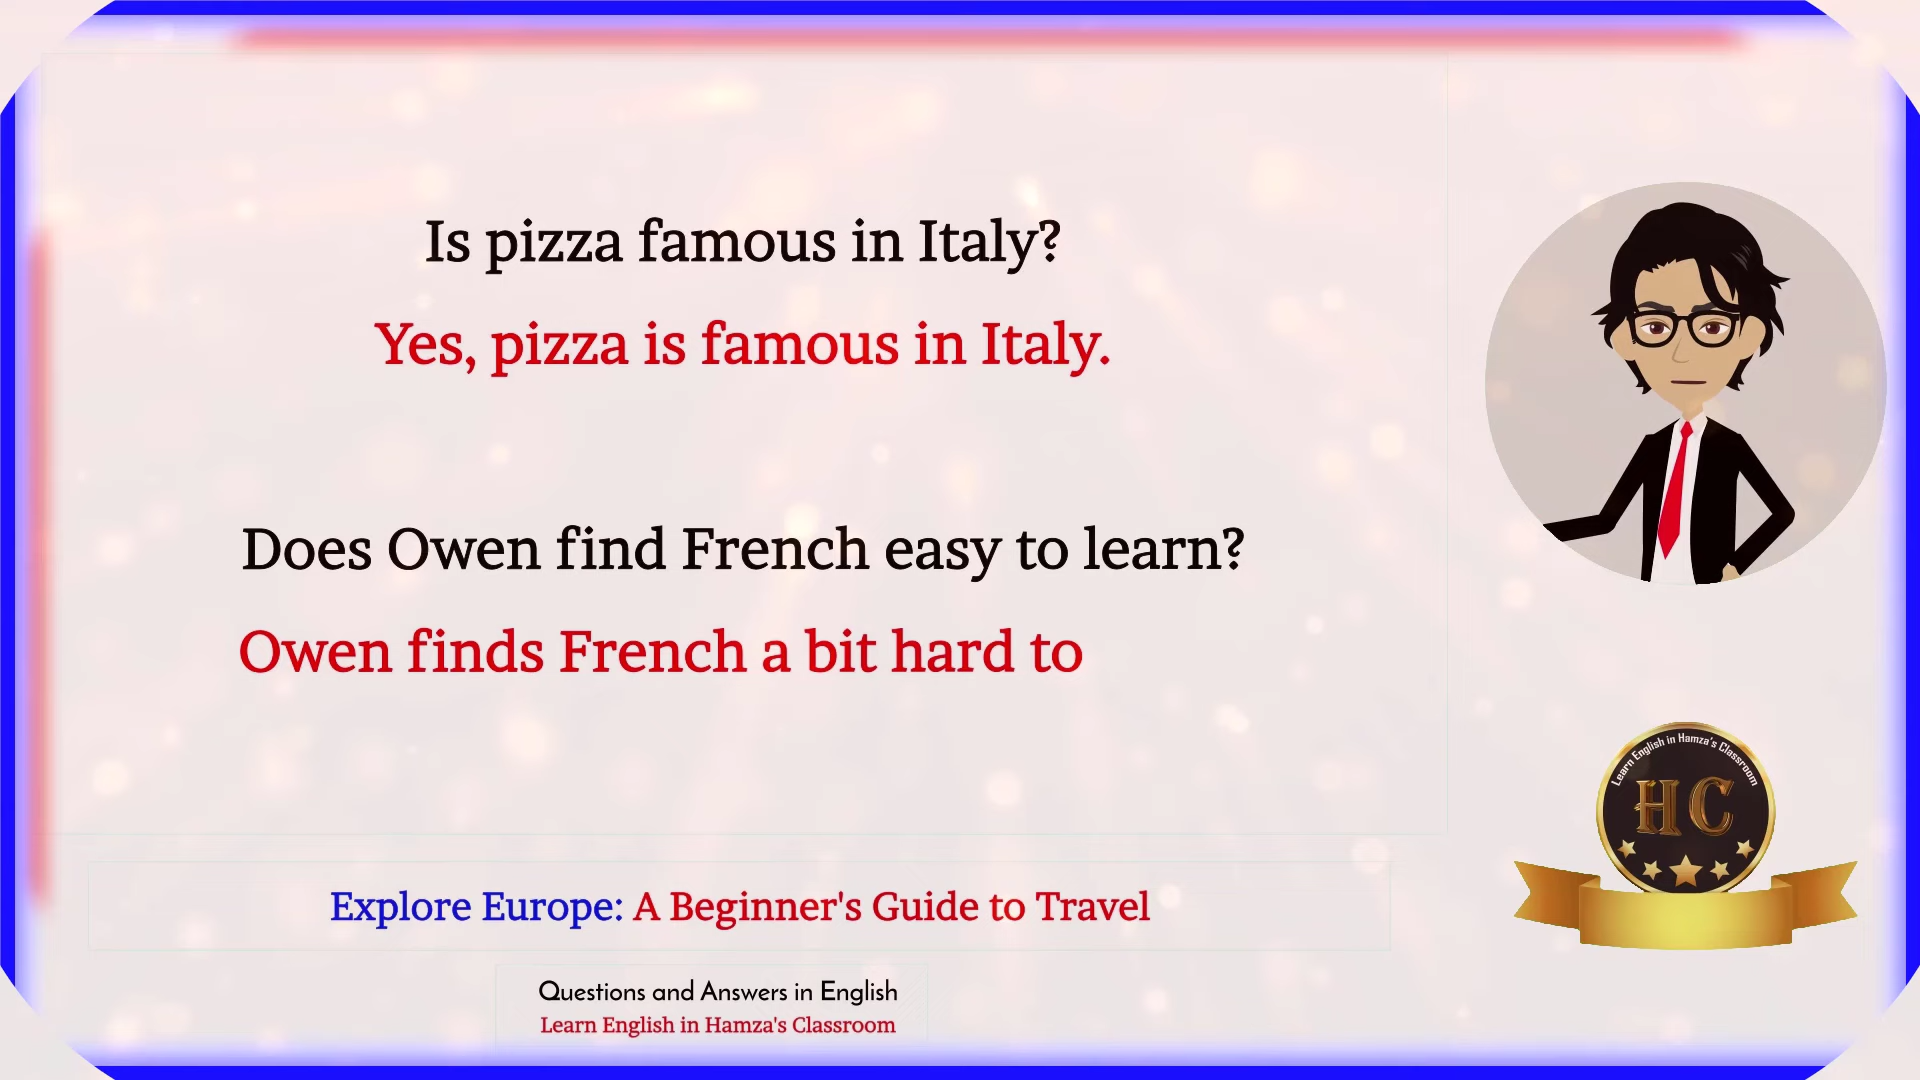 Is pizza famous in Italy?
Yes, pizza is famous in Italy.
Does Owen find French easy to learn?
Owen finds French a bit hard to
Learn English in Hamza's Classroom
HC
Explore Europe: A Beginner's Guide to Travel
Questions and Answers in English
Learn English in Hamza's Classroom